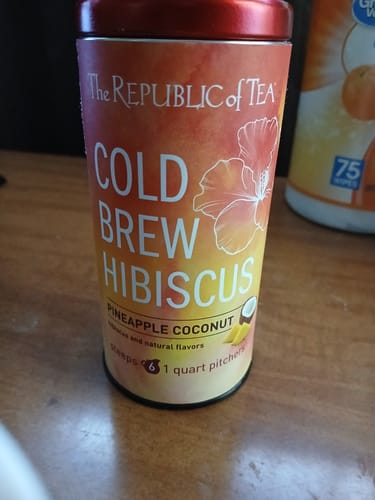 The REPUBLIC of TEA
COLD
BREW
HIBISCUS
PINEAPPLE COCONUT
hibiscus and natural flavors
steeps 6 1 quart pitchers
75
WIPES